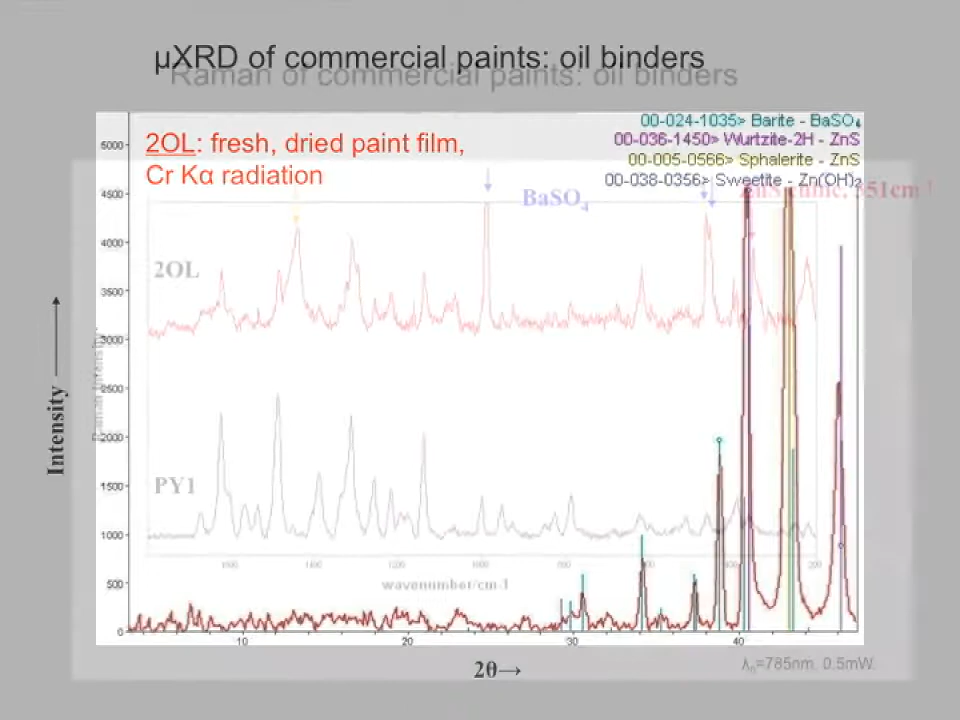 µXRD of commercial paints: oil binders
Raman of commercial paints: oil binders
2OL: fresh, dried paint film,
Cr Kα radiation
00-024-1035> Barite - BaSO₄
00-036-1450> Wurtzite-2H - ZnS
00-005-0566> Sphalerite - ZnS
00-038-0356> Sweetite - Zn(OH)₂
5000
4500
4000
3500
3000
2500
2000
1500
1000
500
0
BaSO₄
2OL
PY1
Intensity
Raman Intensity
wavenumber/cm-1
10
20
30
40
2θ→
λ₀=785nm, 0.5mW